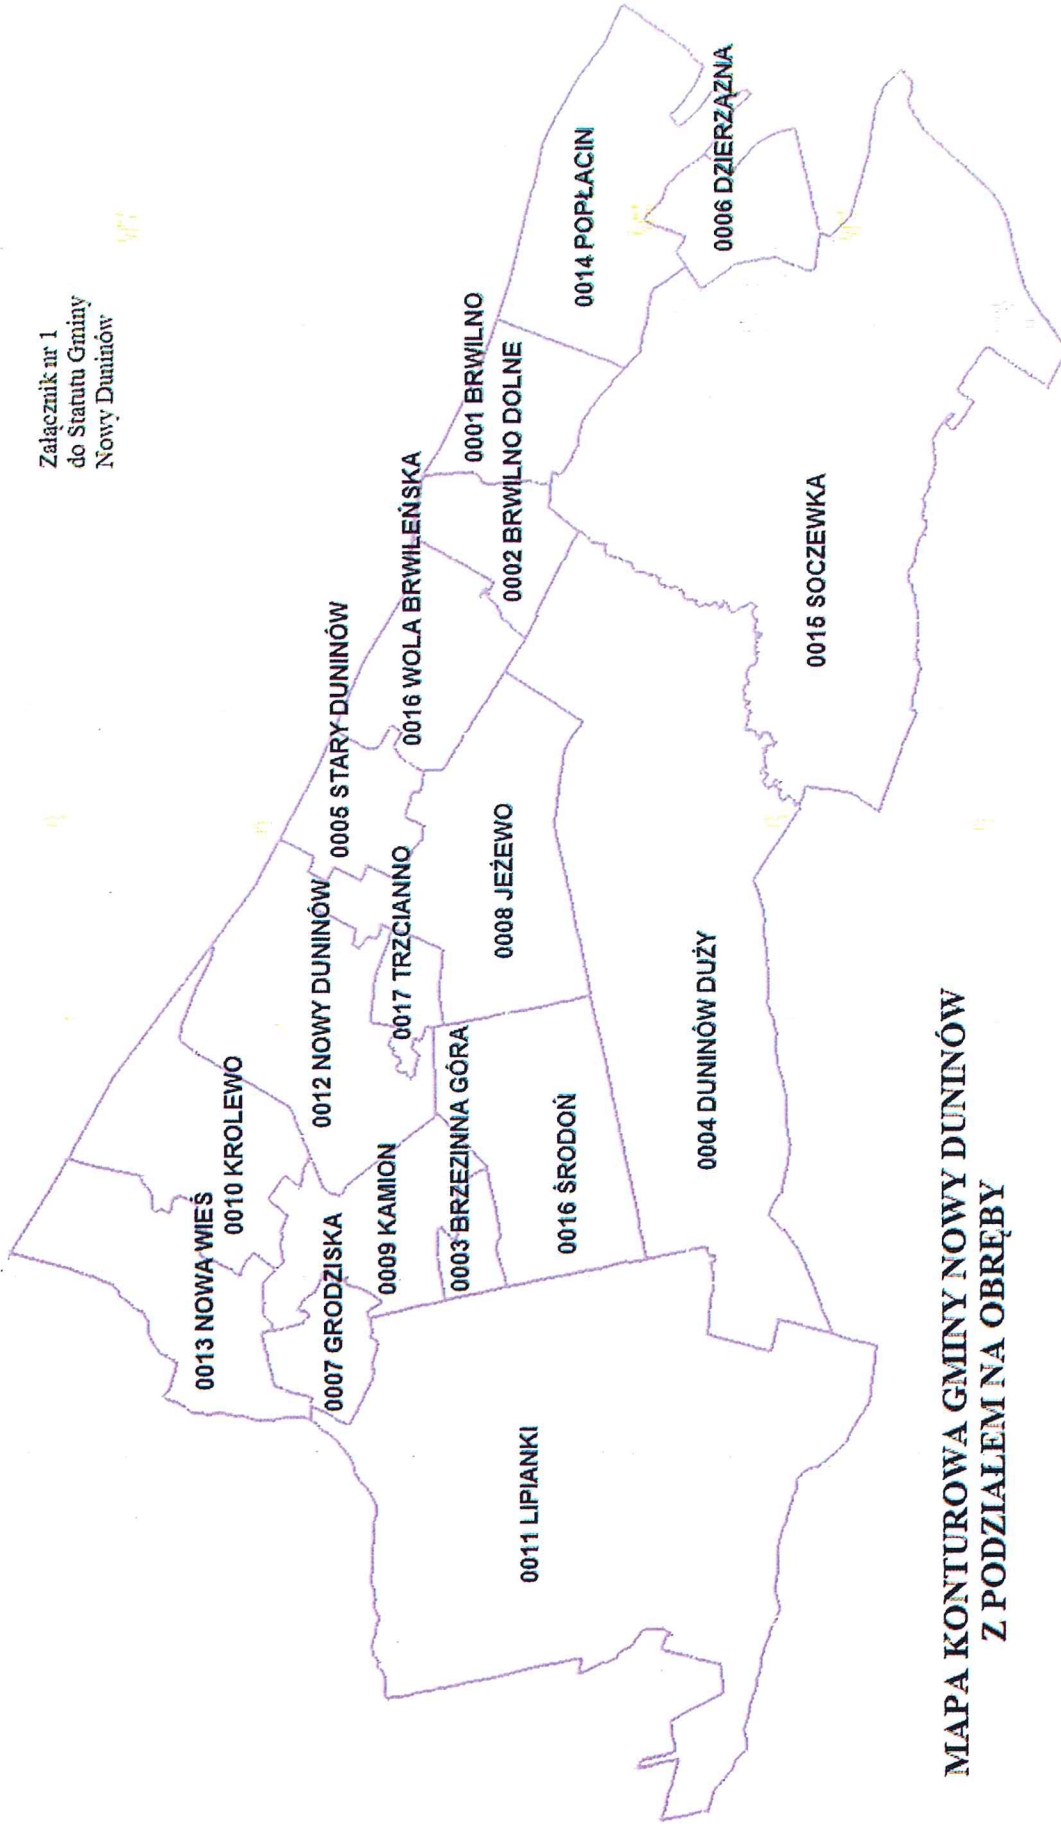 Załącznik nr 1
do Statutu Gminy
Nowy Duninów
0013 NOWA WIEŚ
0010 KROLEWO
0007 GRODZISKA
0012 NOWY DUNINÓW
0005 STARY DUNINÓW
0009 KAMION
0017 TRZCIANNO
0016 WOLA BRWILEŃSKA
0003 BRZEZINNA GÓRA
0001 BRWILNO
0008 JEŻEWO
0002 BRWILNO DOLNE
0011 LIPIANKI
0016 ŚRODOŃ
0014 POPŁACIN
0004 DUNINÓW DUŻY
0006 DZIERZĄZNA
0015 SOCZEWKA
MAPA KONTUROWA GMINY NOWY DUNINÓW
Z PODZIAŁEM NA OBRĘBY